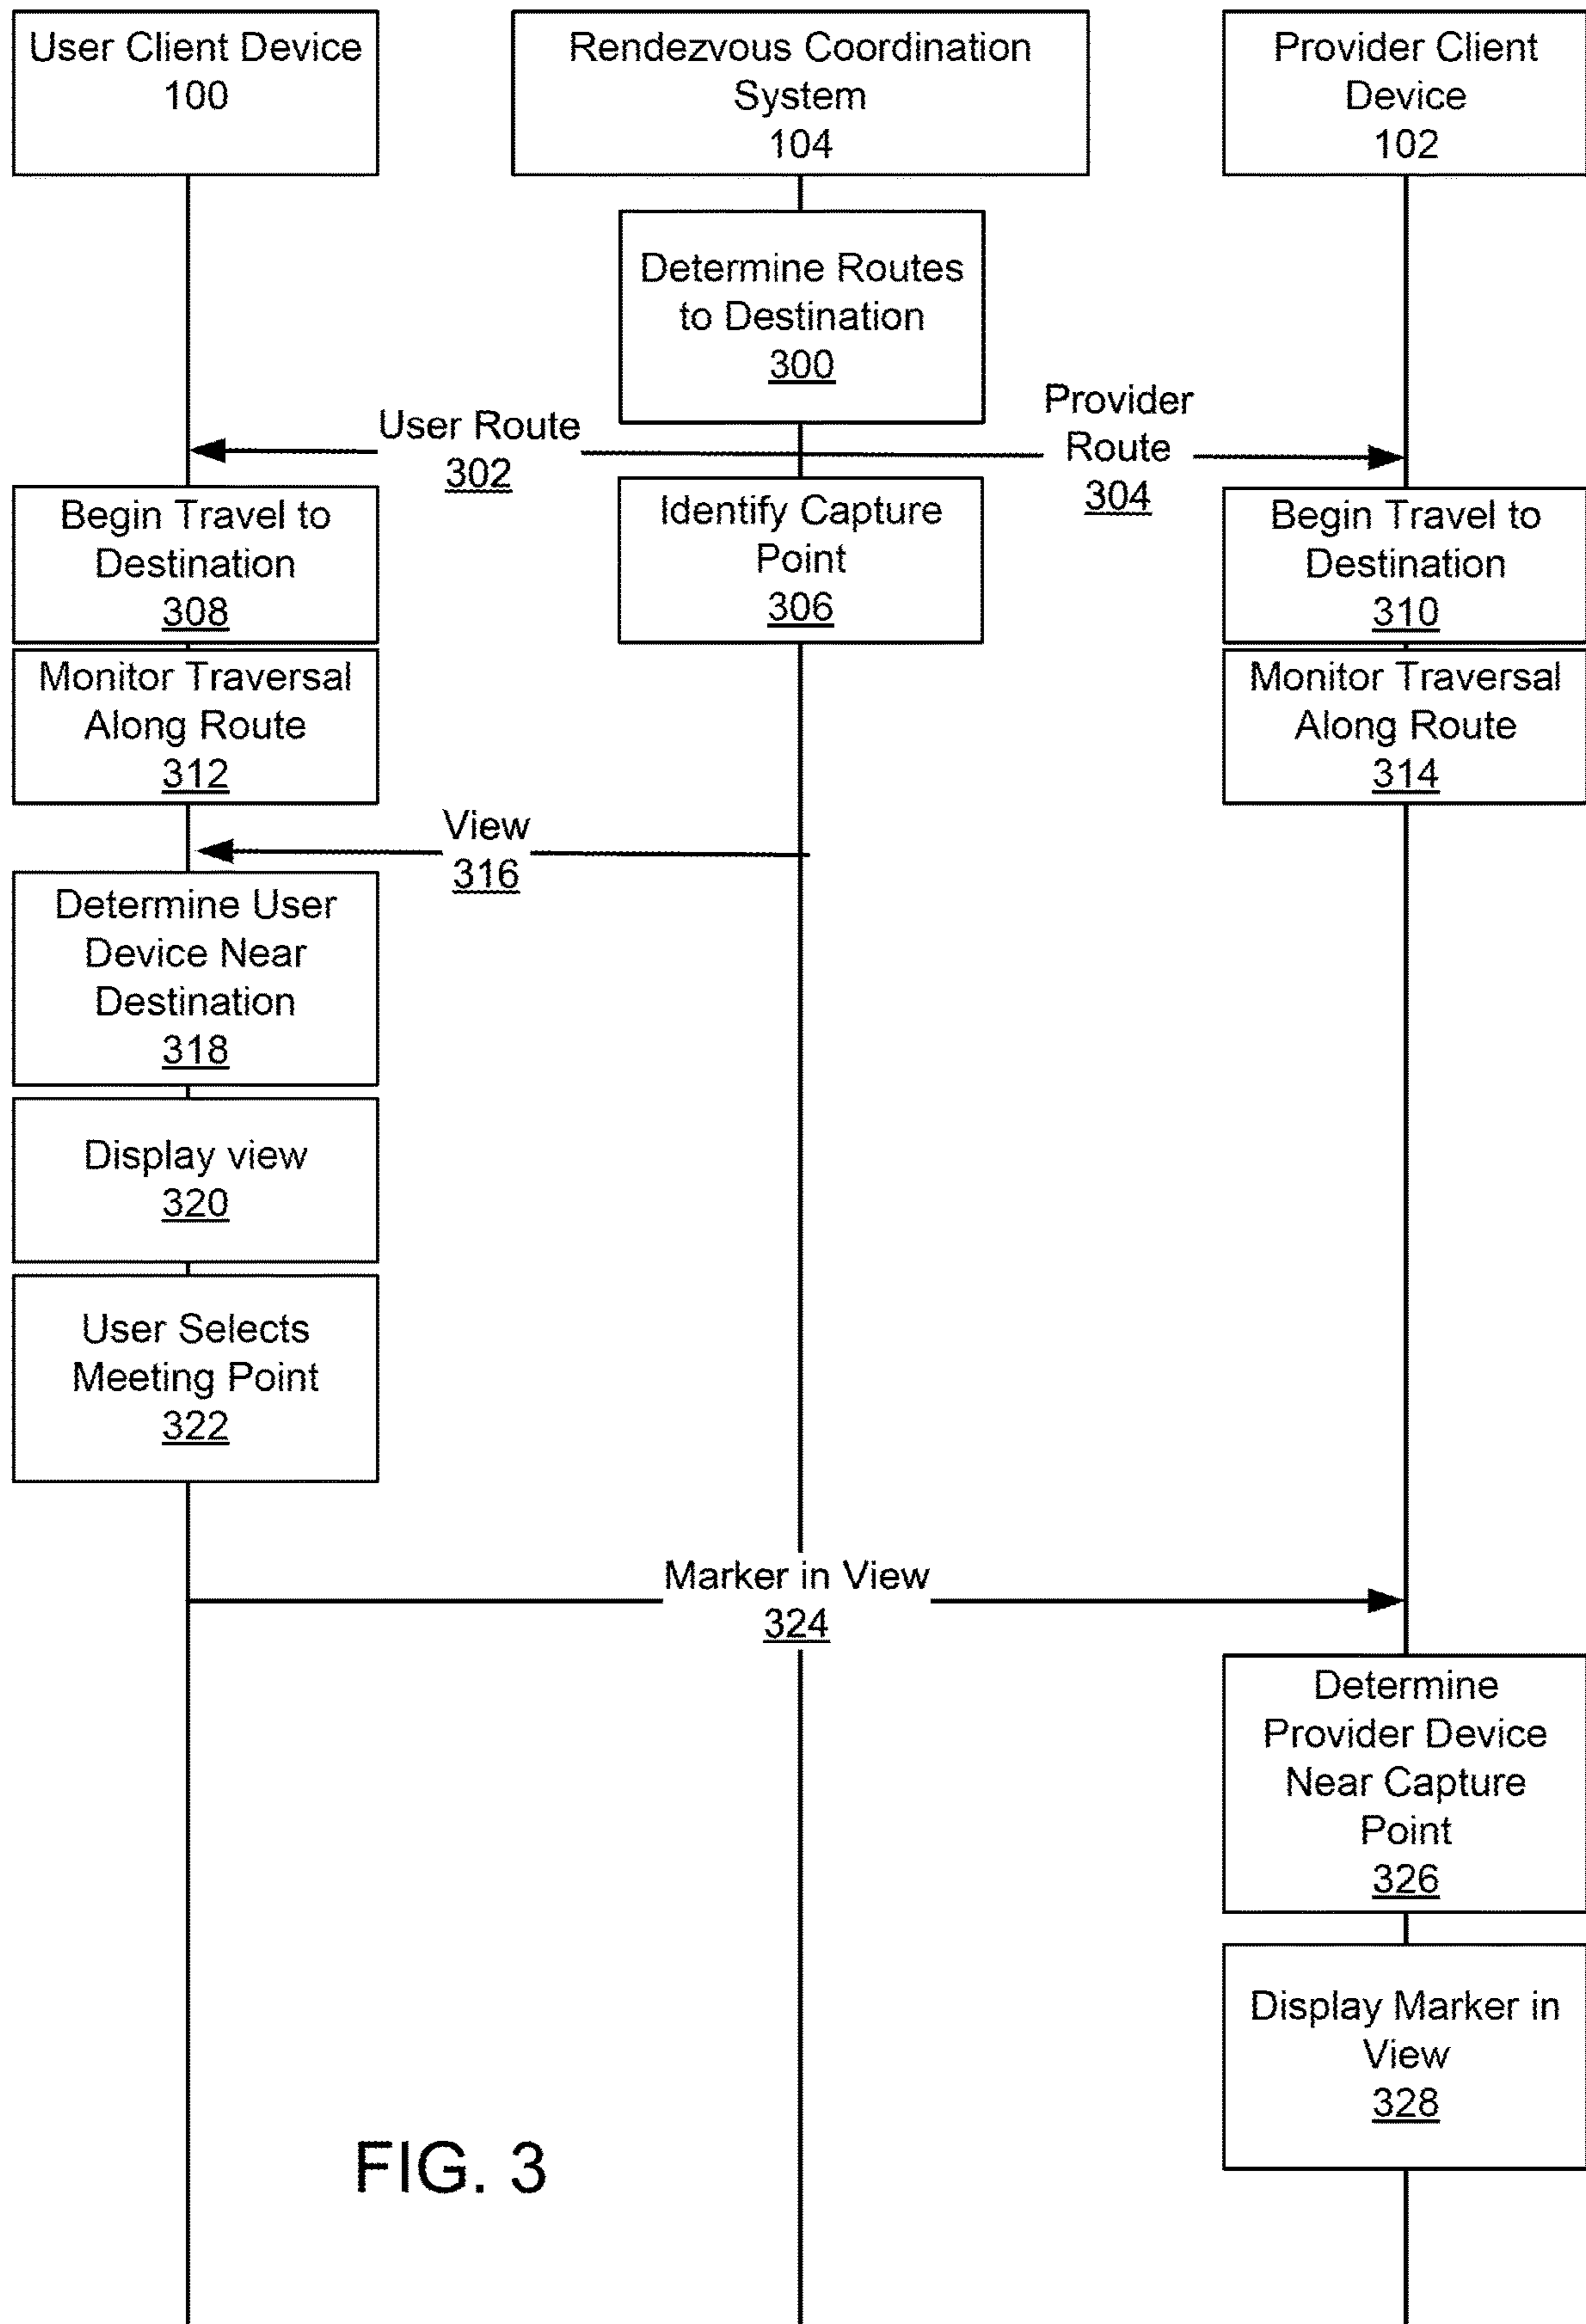 User Client Device
100
Rendezvous Coordination
System
104
Provider Client
Device
102
Determine Routes
to Destination
300
User Route
302
Provider
Route
304
Begin Travel to
Destination
308
Identify Capture
Point
306
Begin Travel to
Destination
310
Monitor Traversal
Along Route
312
Monitor Traversal
Along Route
314
View
316
Determine User
Device Near
Destination
318
Display view
320
User Selects
Meeting Point
322
Marker in View
324
Determine
Provider Device
Near Capture
Point
326
Display Marker in
View
328
FIG. 3